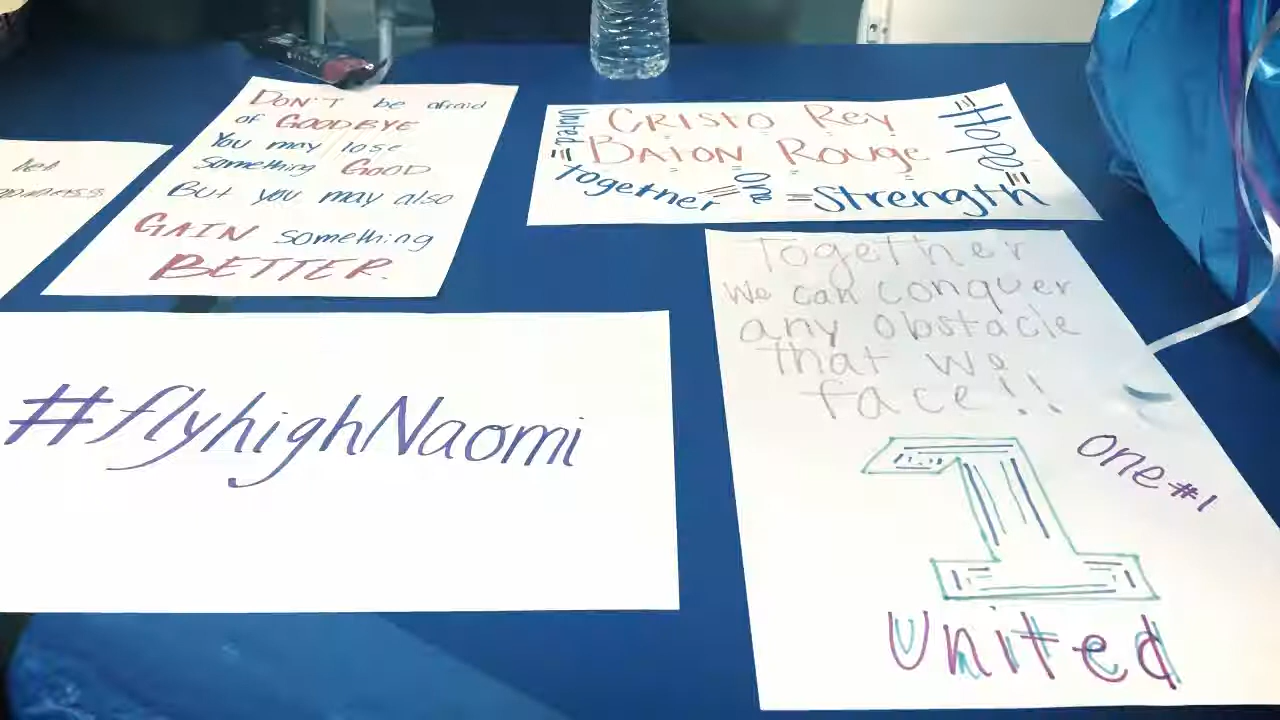 DON'T be afraid
of GOODBYE
You may lose
something GOOD
But you may also
GAIN something
BETTER.
United
CRISTO Rey
BATON Rouge
Hope
Together
One
Strength
#flyhighNaomi
Together
We can conquer
any obstacle
that we
face!!
One #1
1
United